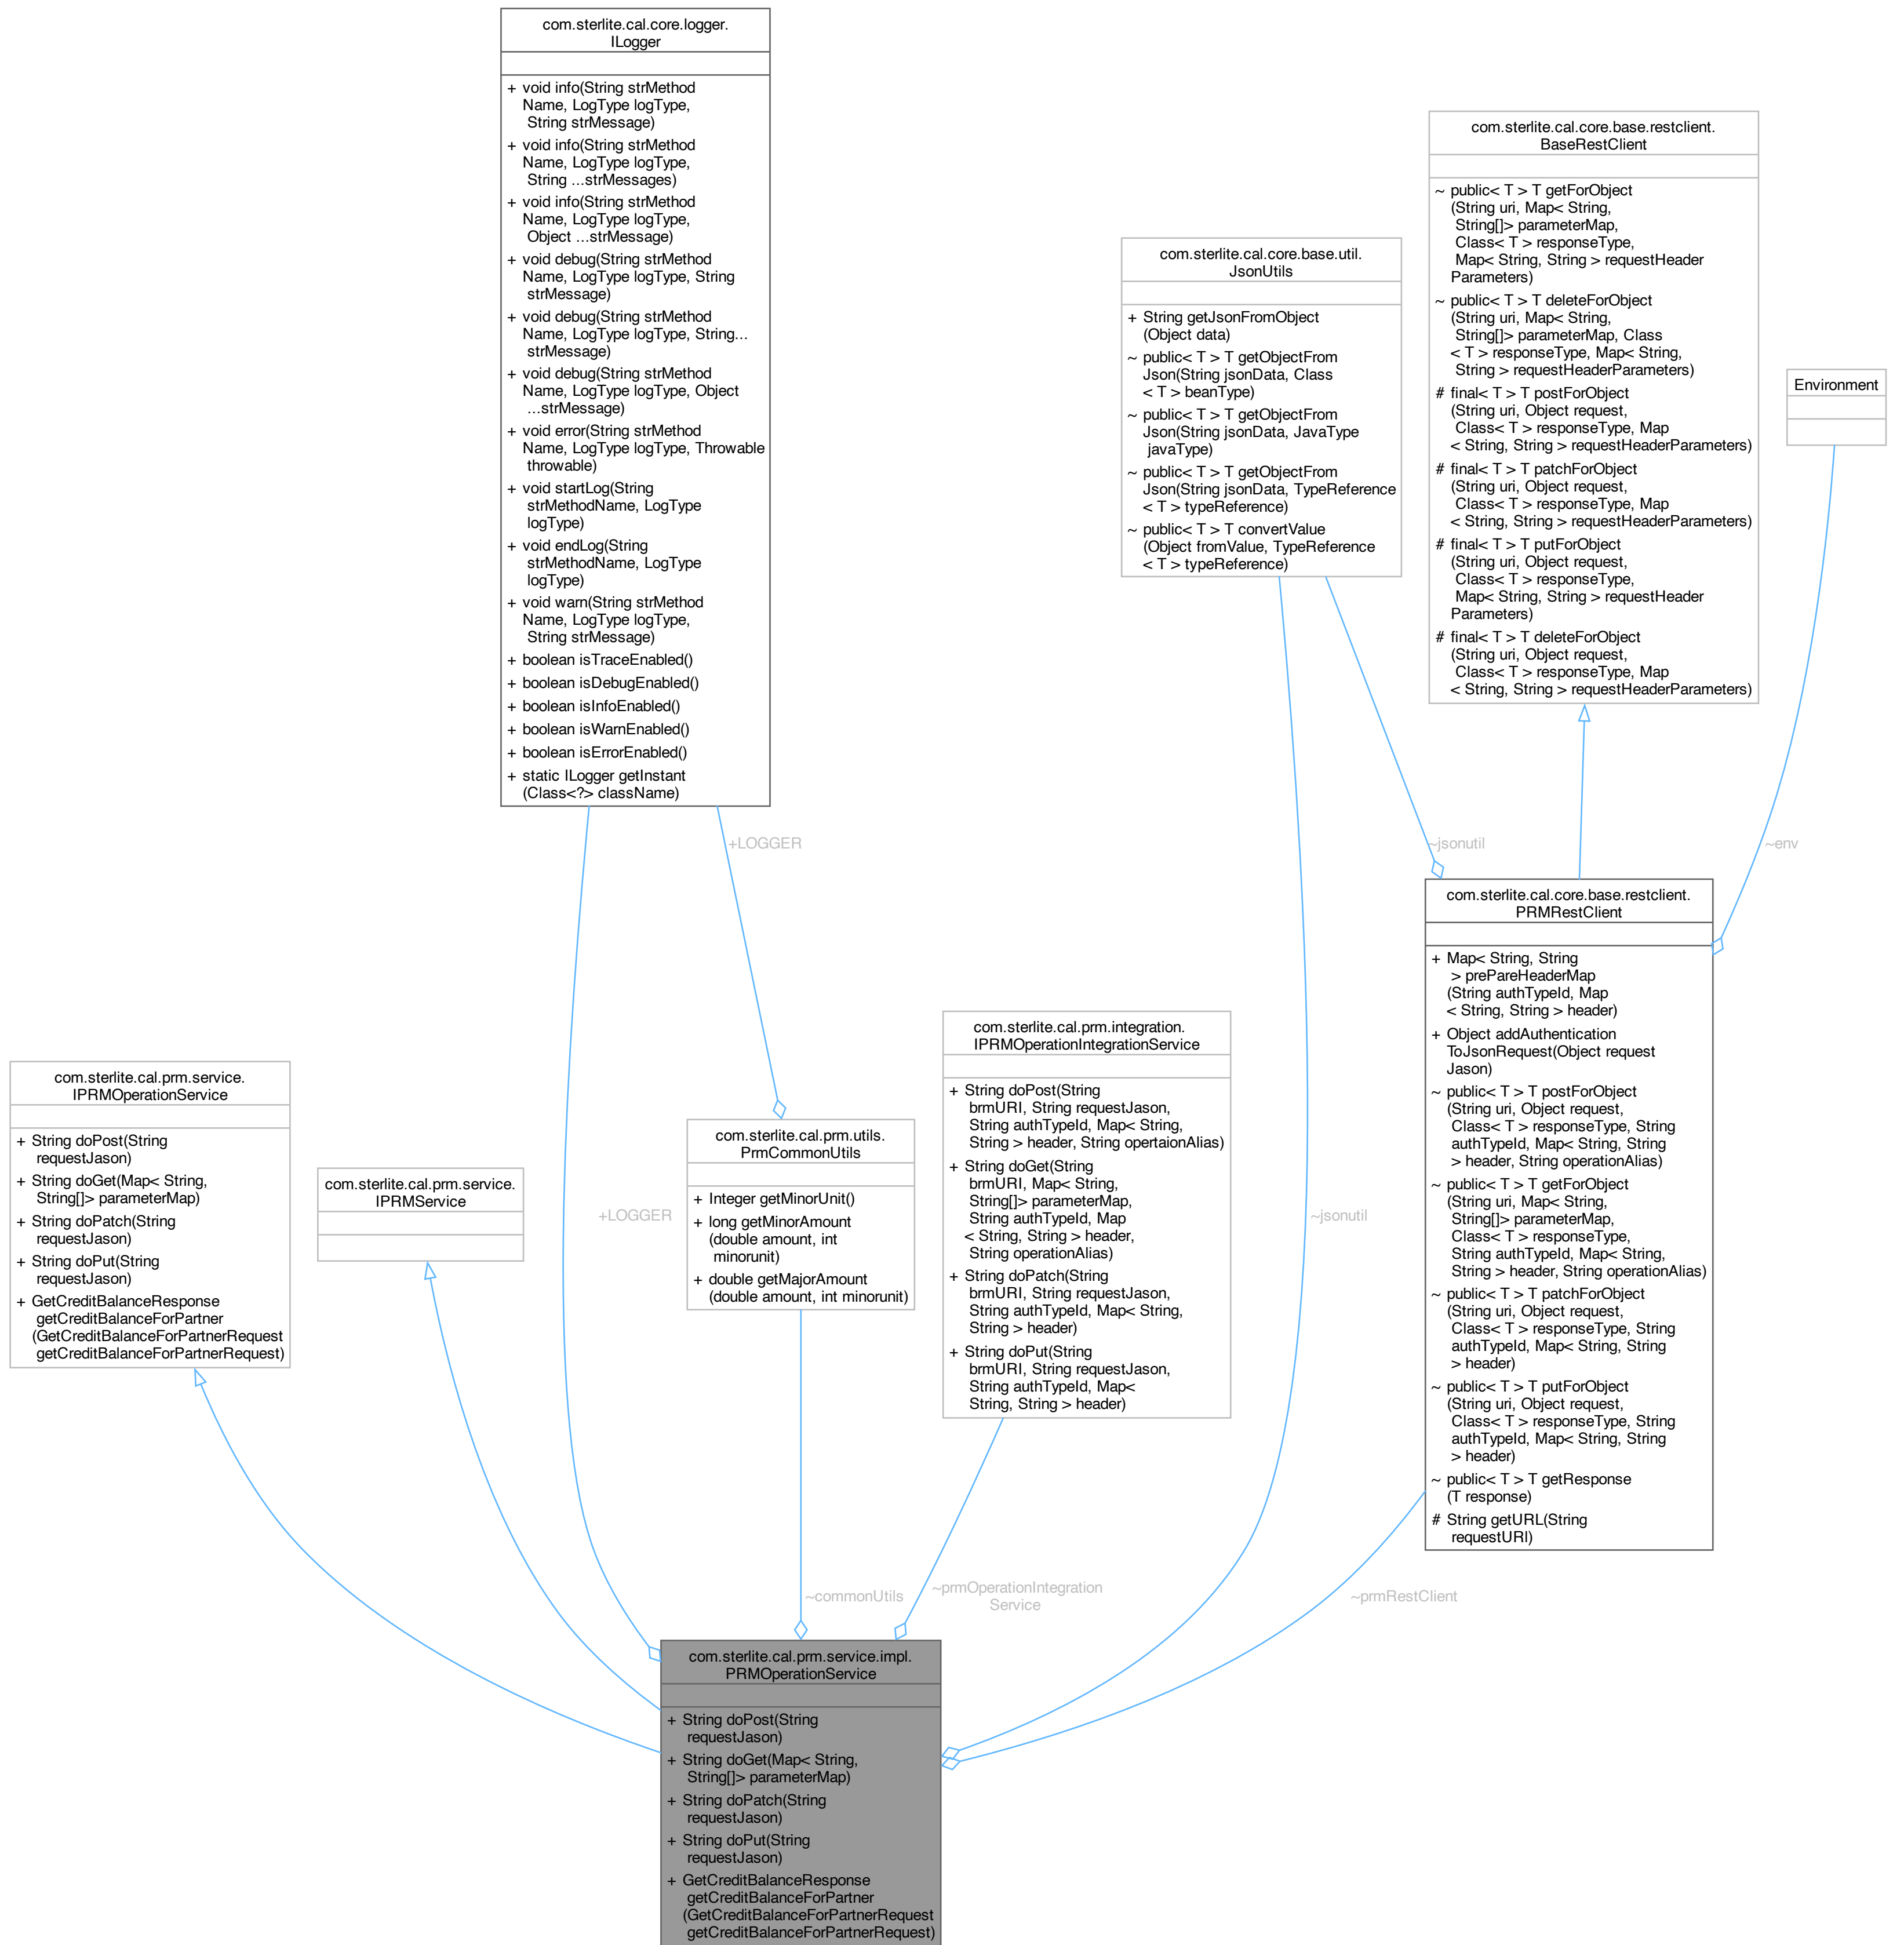 com.sterlite.cal.core.logger.
ILogger
+ void info(String strMethod
Name, LogType logType,
String strMessage)
+ void info(String strMethod
Name, LogType logType,
String ...strMessages)
+ void info(String strMethod
Name, LogType logType,
Object ...strMessage)
+ void debug(String strMethod
Name, LogType logType, String
strMessage)
+ void debug(String strMethod
Name, LogType logType, String...
strMessage)
+ void debug(String strMethod
Name, LogType logType, Object
...strMessage)
+ void error(String strMethod
Name, LogType logType, Throwable
throwable)
+ void startLog(String
strMethodName, LogType
logType)
+ void endLog(String
strMethodName, LogType
logType)
+ void warn(String strMethod
Name, LogType logType,
String strMessage)
+ boolean isTraceEnabled()
+ boolean isDebugEnabled()
+ boolean isInfoEnabled()
+ boolean isWarnEnabled()
+ boolean isErrorEnabled()
+ static ILogger getInstant
(Class<?> className)
com.sterlite.cal.core.base.util.
JsonUtils
+ String getJsonFromObject
(Object data)
~ public< T > T getObjectFrom
Json(String jsonData, Class
< T > beanType)
~ public< T > T getObjectFrom
Json(String jsonData, JavaType
javaType)
~ public< T > T getObjectFrom
Json(String jsonData, TypeReference
< T > typeReference)
~ public< T > T convertValue
(Object fromValue, TypeReference
< T > typeReference)
com.sterlite.cal.core.base.restclient.
BaseRestClient
~ public< T > T getForObject
(String uri, Map< String,
String[]> parameterMap,
Class< T > responseType,
Map< String, String > requestHeader
Parameters)
~ public< T > T deleteForObject
(String uri, Map< String,
String[]> parameterMap, Class
< T > responseType, Map< String,
String > requestHeaderParameters)
# final< T > T postForObject
(String uri, Object request,
Class< T > responseType, Map
< String, String > requestHeaderParameters)
# final< T > T patchForObject
(String uri, Object request,
Class< T > responseType, Map
< String, String > requestHeaderParameters)
# final< T > T putForObject
(String uri, Object request,
Class< T > responseType,
Map< String, String > requestHeader
Parameters)
# final< T > T deleteForObject
(String uri, Object request,
Class< T > responseType, Map
< String, String > requestHeaderParameters)
Environment
+LOGGER
~jsonutil
~env
com.sterlite.cal.prm.service.
IPRMOperationService
+ String doPost(String
requestJason)
+ String doGet(Map< String,
String[]> parameterMap)
+ String doPatch(String
requestJason)
+ String doPut(String
requestJason)
+ GetCreditBalanceResponse
getCreditBalanceForPartner
(GetCreditBalanceForPartnerRequest
getCreditBalanceForPartnerRequest)
com.sterlite.cal.prm.service.
IPRMService
+LOGGER
com.sterlite.cal.prm.utils.
PrmCommonUtils
+ Integer getMinorUnit()
+ long getMinorAmount
(double amount, int
minorunit)
+ double getMajorAmount
(double amount, int minorunit)
com.sterlite.cal.prm.integration.
IPRMOperationIntegrationService
+ String doPost(String
brmURI, String requestJason,
String authTypeId, Map< String,
String > header, String opertaionAlias)
+ String doGet(String
brmURI, Map< String,
String[]> parameterMap,
String authTypeId, Map
< String, String > header,
String operationAlias)
+ String doPatch(String
brmURI, String requestJason,
String authTypeId, Map< String,
String > header)
+ String doPut(String
brmURI, String requestJason,
String authTypeId, Map<
String, String > header)
~jsonutil
com.sterlite.cal.core.base.restclient.
PRMRestClient
+ Map< String, String
> prePareHeaderMap
(String authTypeId, Map
< String, String > header)
+ Object addAuthentication
ToJsonRequest(Object request
Jason)
~ public< T > T postForObject
(String uri, Object request,
Class< T > responseType, String
authTypeId, Map< String, String
> header, String operationAlias)
~ public< T > T getForObject
(String uri, Map< String,
String[]> parameterMap,
Class< T > responseType,
String authTypeId, Map< String,
String > header, String operationAlias)
~ public< T > T patchForObject
(String uri, Object request,
Class< T > responseType, String
authTypeId, Map< String, String
> header)
~ public< T > T putForObject
(String uri, Object request,
Class< T > responseType, String
authTypeId, Map< String, String
> header)
~ public< T > T getResponse
(T response)
# String getURL(String
requestURI)
~commonUtils
~prmOperationIntegration
Service
~prmRestClient
com.sterlite.cal.prm.service.impl.
PRMOperationService
+ String doPost(String
requestJason)
+ String doGet(Map< String,
String[]> parameterMap)
+ String doPatch(String
requestJason)
+ String doPut(String
requestJason)
+ GetCreditBalanceResponse
getCreditBalanceForPartner
(GetCreditBalanceForPartnerRequest
getCreditBalanceForPartnerRequest)